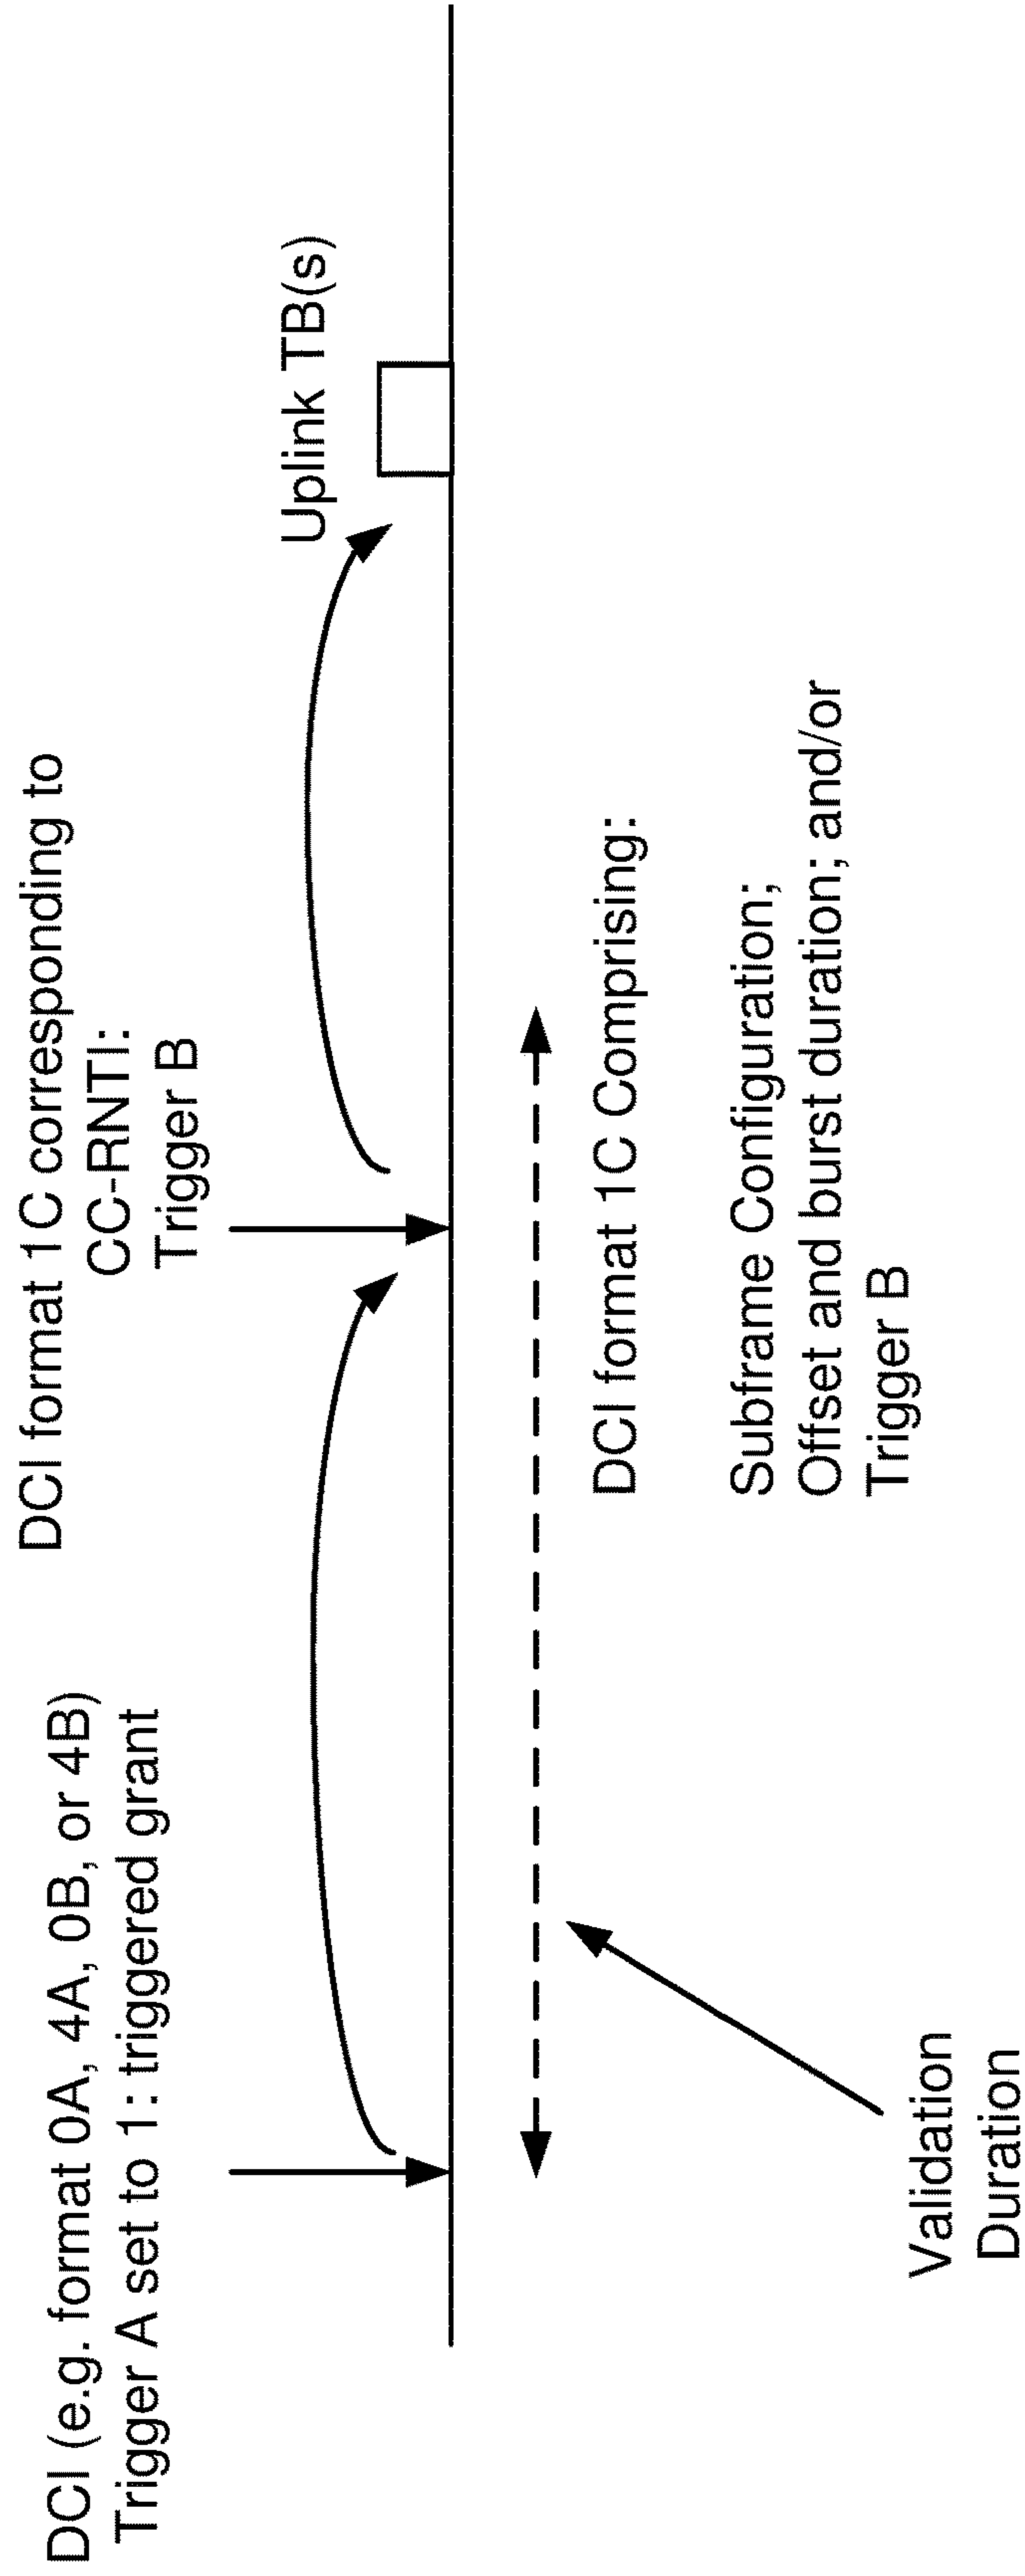 DCI (e.g. format 0A, 4A, 0B, or 4B)
Trigger A set to 1: triggered grant
DCI format 1C corresponding to
CC-RNTI:
Trigger B
Uplink TB(s)
Validation
Duration
DCI format 1C Comprising:
Subframe Configuration;
Offset and burst duration; and/or
Trigger B